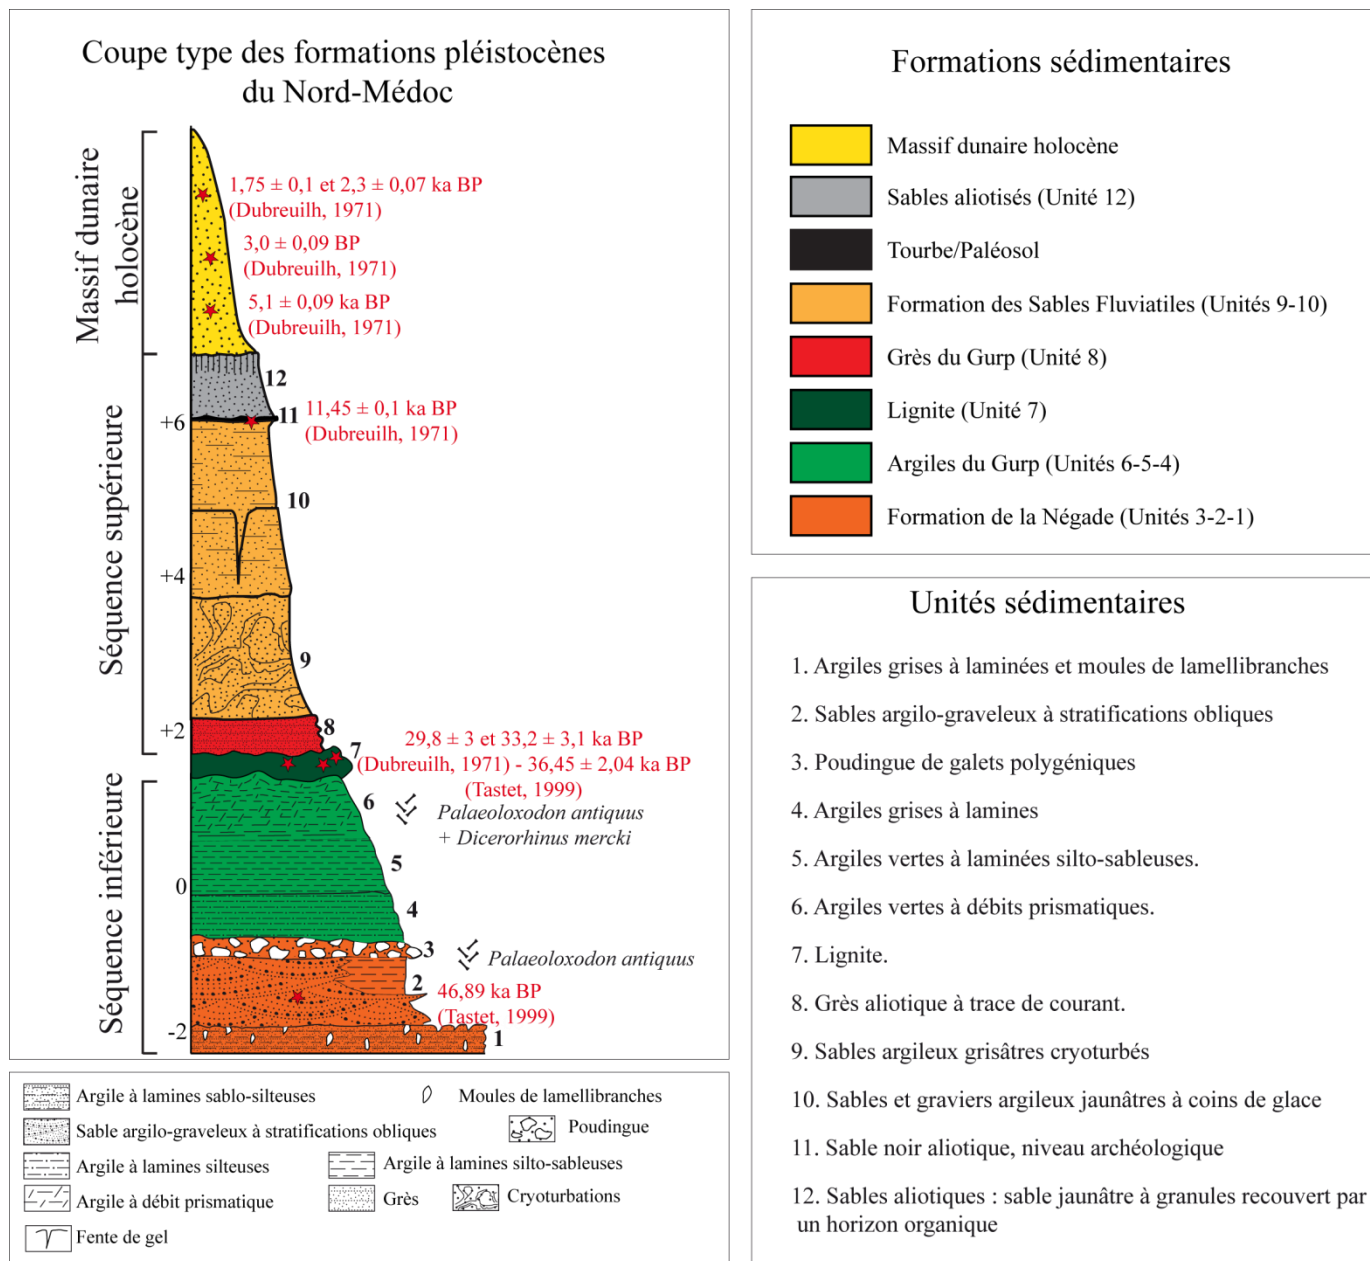 Coupe type des formations pléistocènes
du Nord-Médoc
Massif dunaire
holocène
Séquence supérieure
Séquence inférieure
1,75 ± 0,1 et 2,3 ± 0,07 ka BP
(Dubreuilh, 1971)
3,0 ± 0,09 BP
(Dubreuilh, 1971)
5,1 ± 0,09 ka BP
(Dubreuilh, 1971)
12
+6
11
11,45 ± 0,1 ka BP
(Dubreuilh, 1971)
10
+4
9
+2
8
7
29,8 ± 3 et 33,2 ± 3,1 ka BP
(Dubreuilh, 1971) - 36,45 ± 2,04 ka BP
(Tastet, 1999)
6
Palaeoloxodon antiquus
+ Dicerorhinus mercki
5
0
4
3
Palaeoloxodon antiquus
2
46,89 ka BP
(Tastet, 1999)
-2
1
Argile à lamines sablo-silteuses
Moules de lamellibranches
Sable argilo-graveleux à stratifications obliques
Poudingue
Argile à lamines silteuses
Argile à lamines silto-sableuses
Argile à débit prismatique
Grès
Cryoturbations
Fente de gel
Formations sédimentaires
Massif dunaire holocène
Sables aliotisés (Unité 12)
Tourbe/Paléosol
Formation des Sables Fluviatiles (Unités 9-10)
Grès du Gurp (Unité 8)
Lignite (Unité 7)
Argiles du Gurp (Unités 6-5-4)
Formation de la Négade (Unités 3-2-1)
Unités sédimentaires
1. Argiles grises à laminées et moules de lamellibranches
2. Sables argilo-graveleux à stratifications obliques
3. Poudingue de galets polygéniques
4. Argiles grises à lamines
5. Argiles vertes à laminées silto-sableuses.
6. Argiles vertes à débits prismatiques.
7. Lignite.
8. Grès aliotique à trace de courant.
9. Sables argileux grisâtres cryoturbés
10. Sables et graviers argileux jaunâtres à coins de glace
11. Sable noir aliotique, niveau archéologique
12. Sables aliotiques : sable jaunâtre à granules recouvert par
un horizon organique